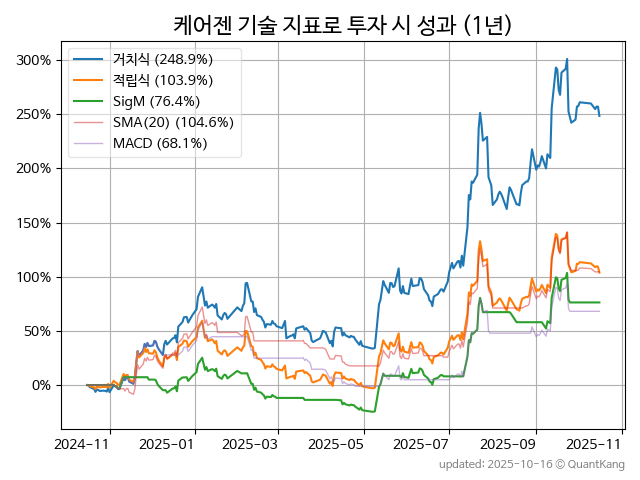 케어젠 기술 지표로 투자 시 성과 (1년)
거치식 (248.9%)
적립식 (103.9%)
SigM (76.4%)
SMA(20) (104.6%)
MACD (68.1%)
300%
250%
200%
150%
100%
50%
0%
2024-11 2025-01 2025-03 2025-05 2025-07 2025-09 2025-11
updated: 2025-10-16 © QuantKang